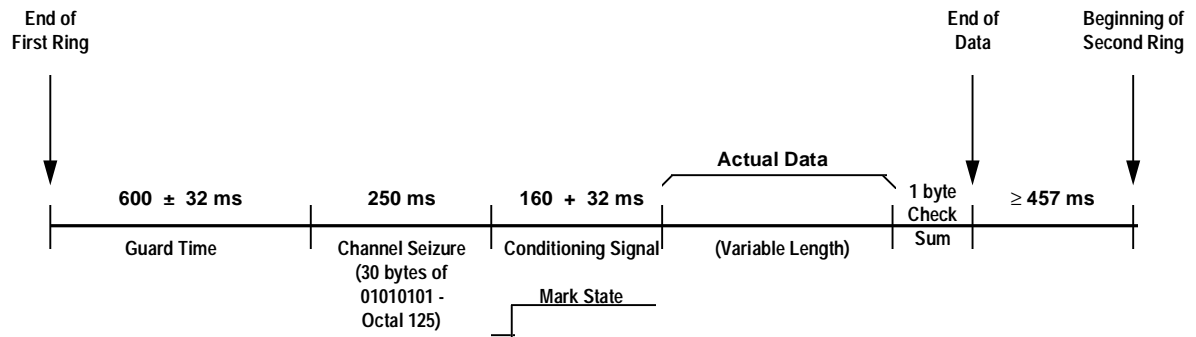 End of
First Ring
End of
Data
Beginning of
Second Ring
Actual Data
600 ± 32 ms
250 ms
160 + 32 ms
1 byte
Check
Sum
≥ 457 ms
Guard Time
Channel Seizure
(30 bytes of
01010101 -
Octal 125)
Conditioning Signal
(Variable Length)
Mark State